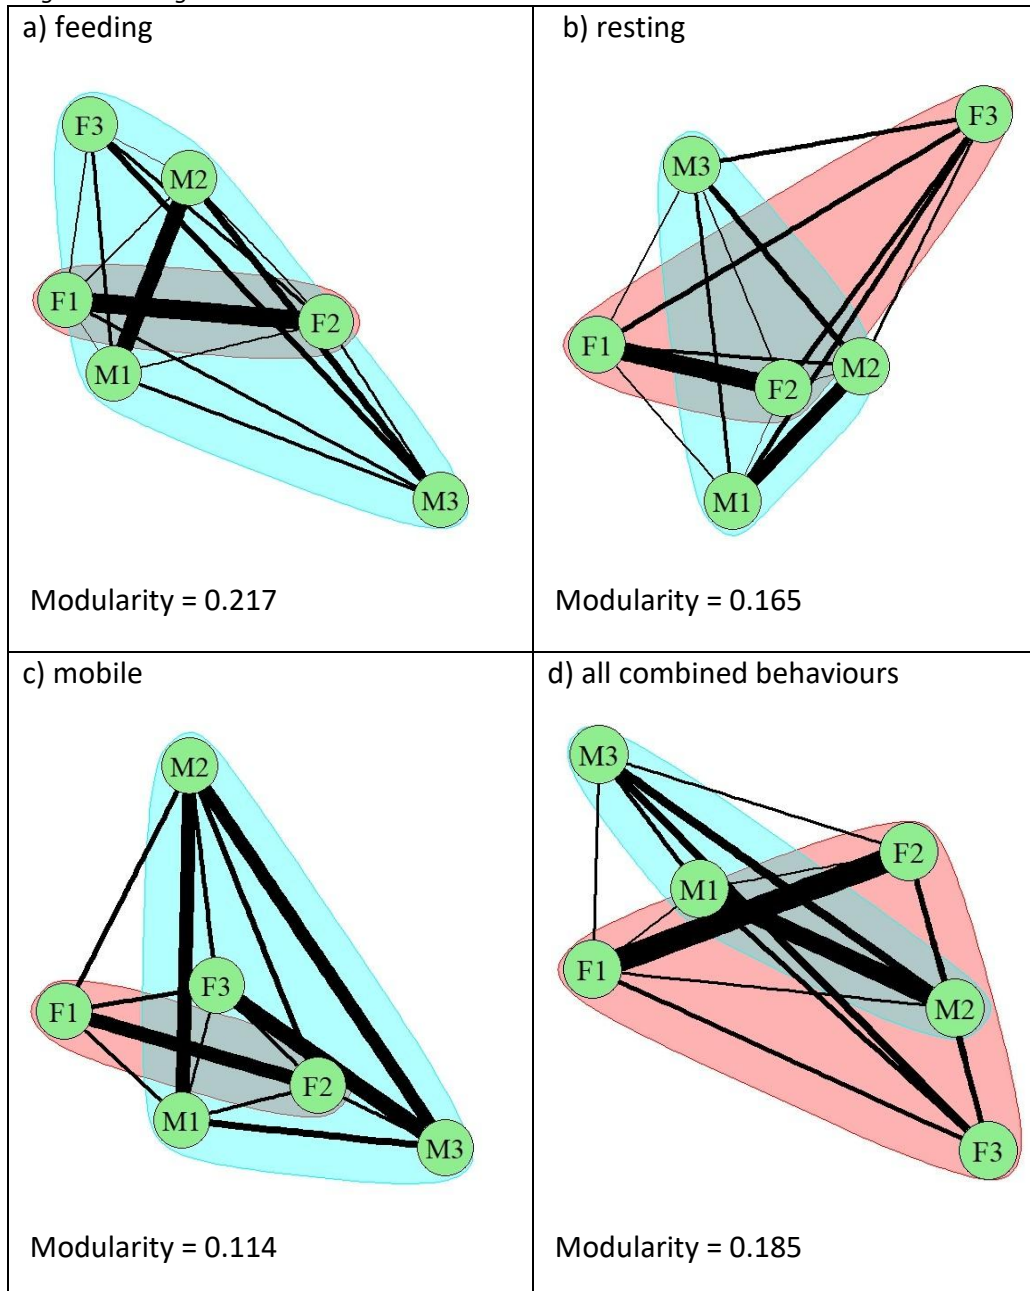 a) feeding
F3
M2
F1
F2
M1
M3
Modularity = 0.217
b) resting
F3
M3
F1
M2
F2
M1
Modularity = 0.165
c) mobile
M2
F3
F1
F2
M1
M3
Modularity = 0.114
d) all combined behaviours
M3
F2
M1
F1
M2
F3
Modularity = 0.185